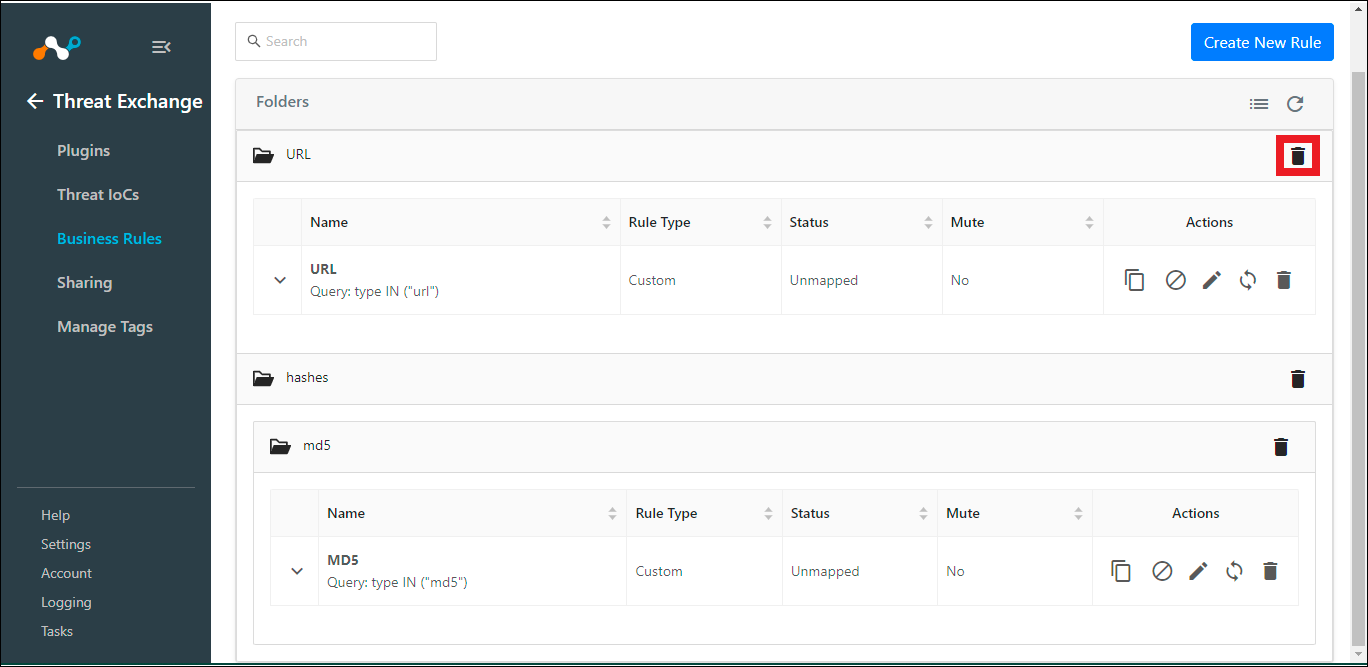 Search
Create New Rule
Threat Exchange
Plugins
Threat IoCs
Business Rules
Sharing
Manage Tags
Help
Settings
Account
Logging
Tasks
Folders
URL
Name Rule Type Status Mute Actions
URL
Query: type IN ("url") Custom Unmapped No
hashes
md5
Name Rule Type Status Mute Actions
MD5
Query: type IN ("md5") Custom Unmapped No